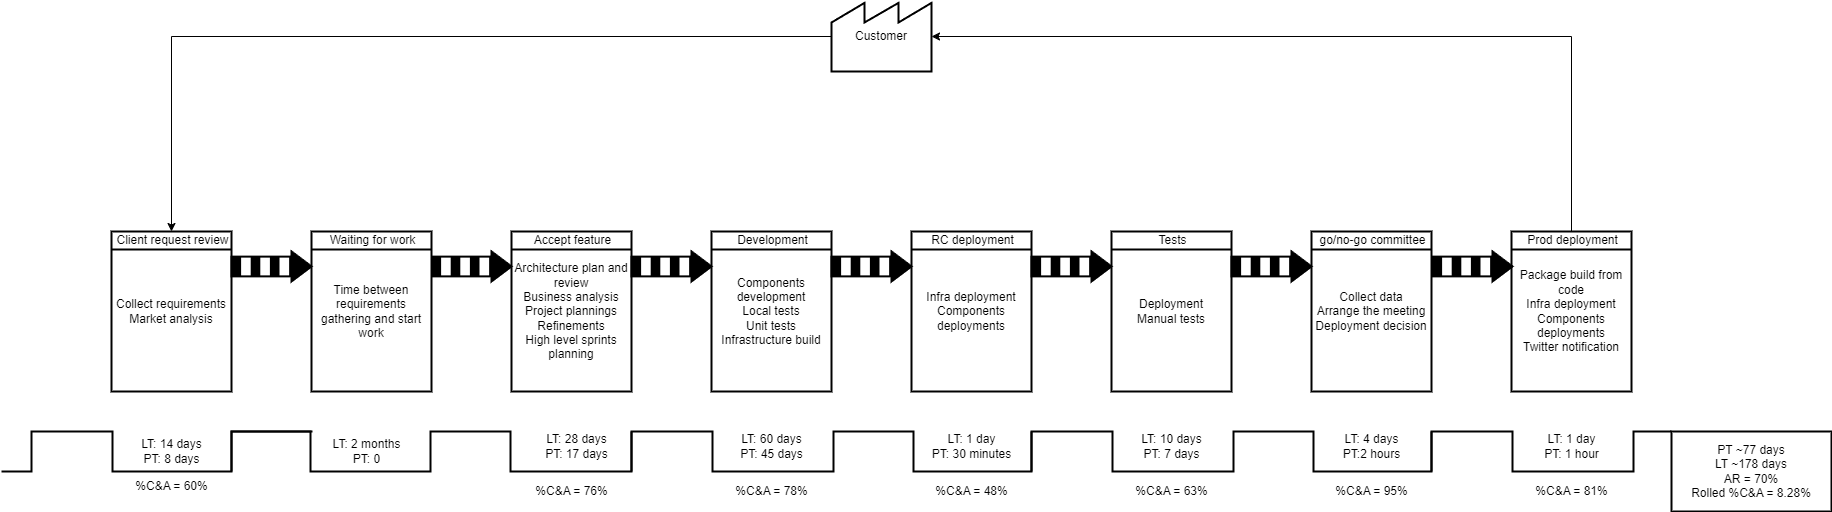 Customer
Client request review
Collect requirements
Market analysis
Waiting for work
Time between
requirements
gathering and start
work
Accept feature
Architecture plan and
review
Business analysis
Project plannings
Refinements
High level sprints
planning
Development
Components
development
Local tests
Unit tests
Infrastructure build
RC deployment
Infra deployment
Components
deployments
Tests
Deployment
Manual tests
go/no-go committee
Collect data
Arrange the meeting
Deployment decision
Prod deployment
Package build from
code
Infra deployment
Components
deployments
Twitter notification
LT: 14 days
PT: 8 days
%C&A = 60%
LT: 2 months
PT: 0
LT: 28 days
PT: 17 days
%C&A = 76%
LT: 60 days
PT: 45 days
%C&A = 78%
LT: 1 day
PT: 30 minutes
%C&A = 48%
LT: 10 days
PT: 7 days
%C&A = 63%
LT: 4 days
PT:2 hours
%C&A = 95%
LT: 1 day
PT: 1 hour
%C&A = 81%
PT ~77 days
LT ~178 days
AR = 70%
Rolled %C&A = 8.28%